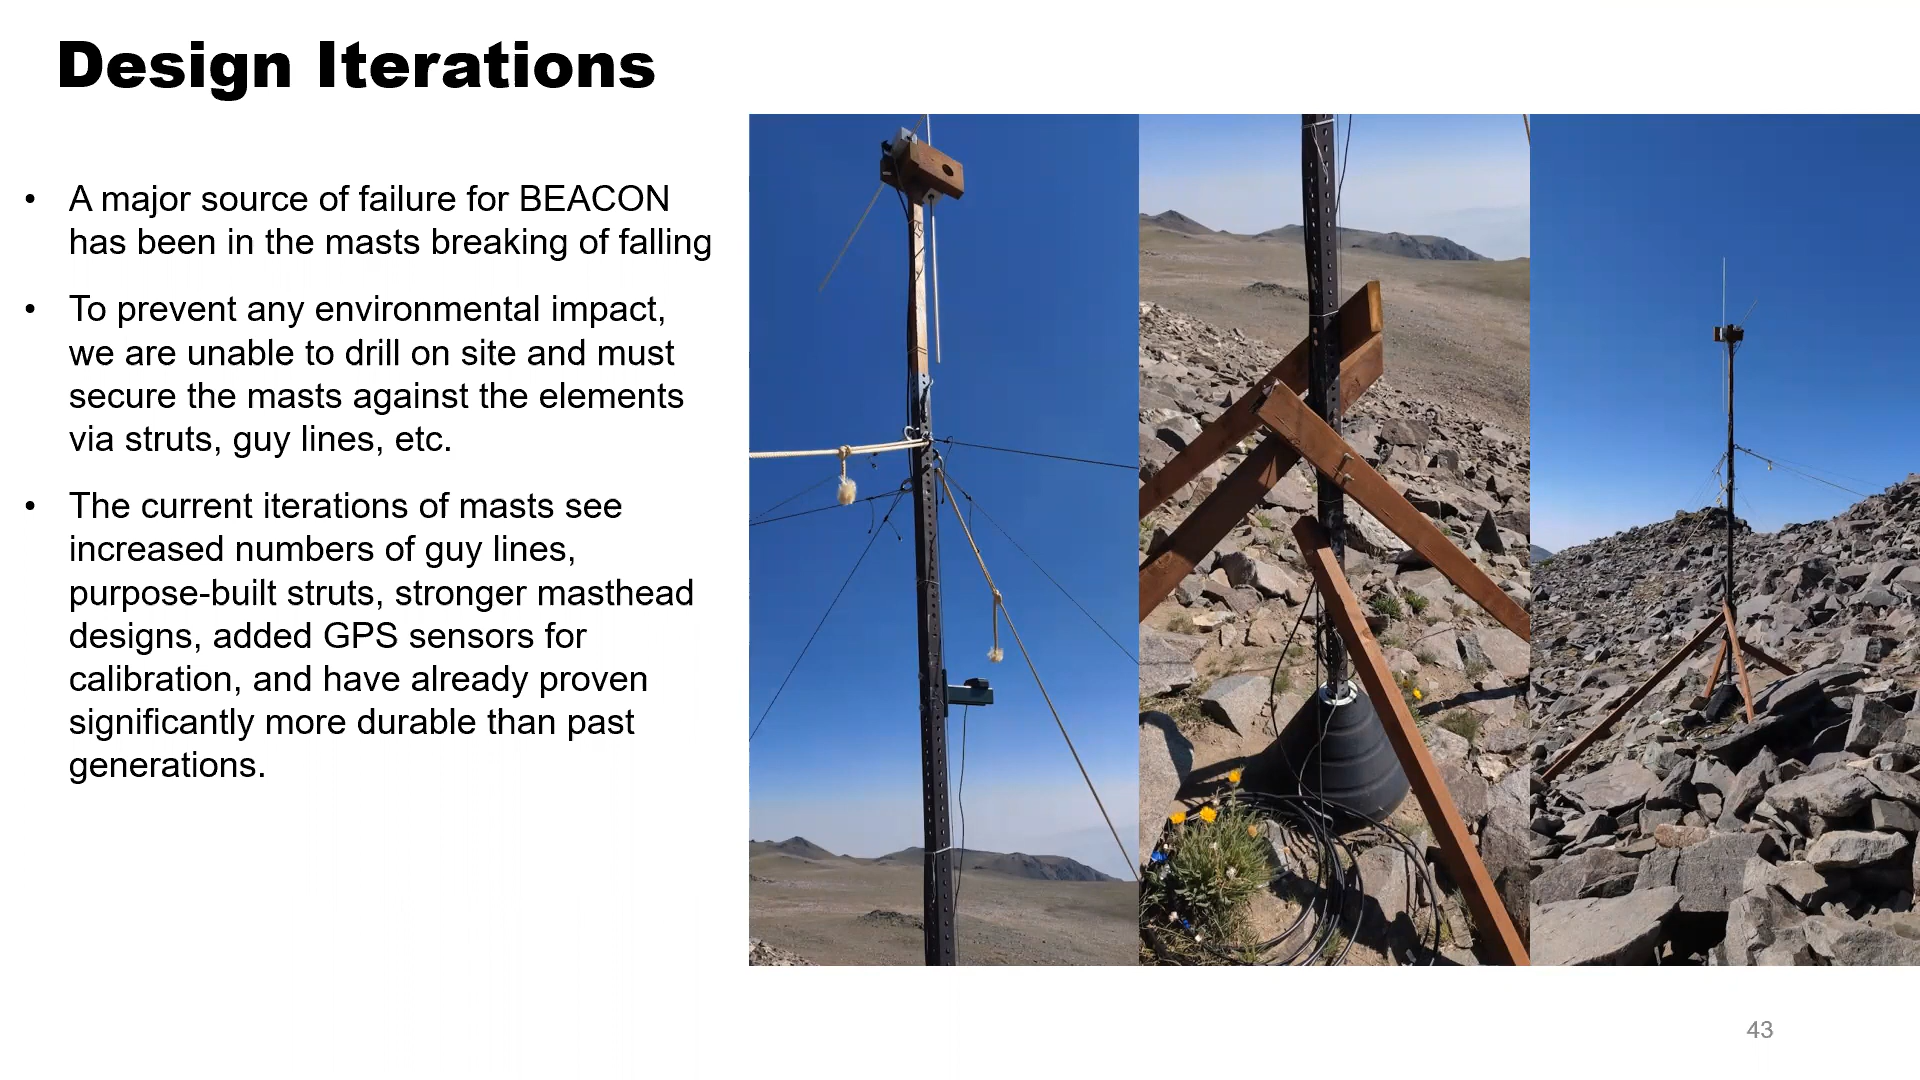 Design Iterations
• A major source of failure for BEACON
has been in the masts breaking of falling
• To prevent any environmental impact,
we are unable to drill on site and must
secure the masts against the elements
via struts, guy lines, etc.
• The current iterations of masts see
increased numbers of guy lines,
purpose-built struts, stronger masthead
designs, added GPS sensors for
calibration, and have already proven
significantly more durable than past
generations.
43